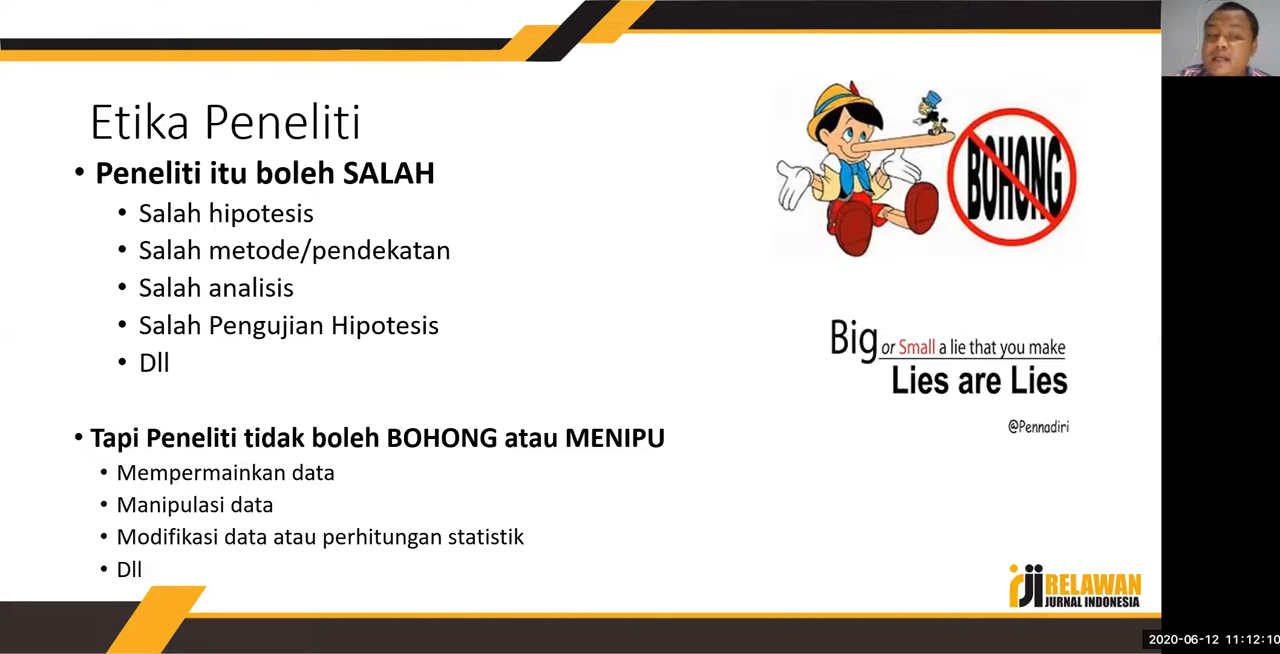 Etika Peneliti
• Peneliti itu boleh SALAH
• Salah hipotesis
• Salah metode/pendekatan
• Salah analisis
• Salah Pengujian Hipotesis
• Dll
• Tapi Peneliti tidak boleh BOHONG atau MENIPU
• Mempermainkan data
• Manipulasi data
• Modifikasi data atau perhitungan statistik
• Dll
BOHONG
Big or Small a lie that you make
Lies are Lies
@Pennadiri
rji RELAWAN
JURNAL INDONESIA
2020-06-12 11:12:10